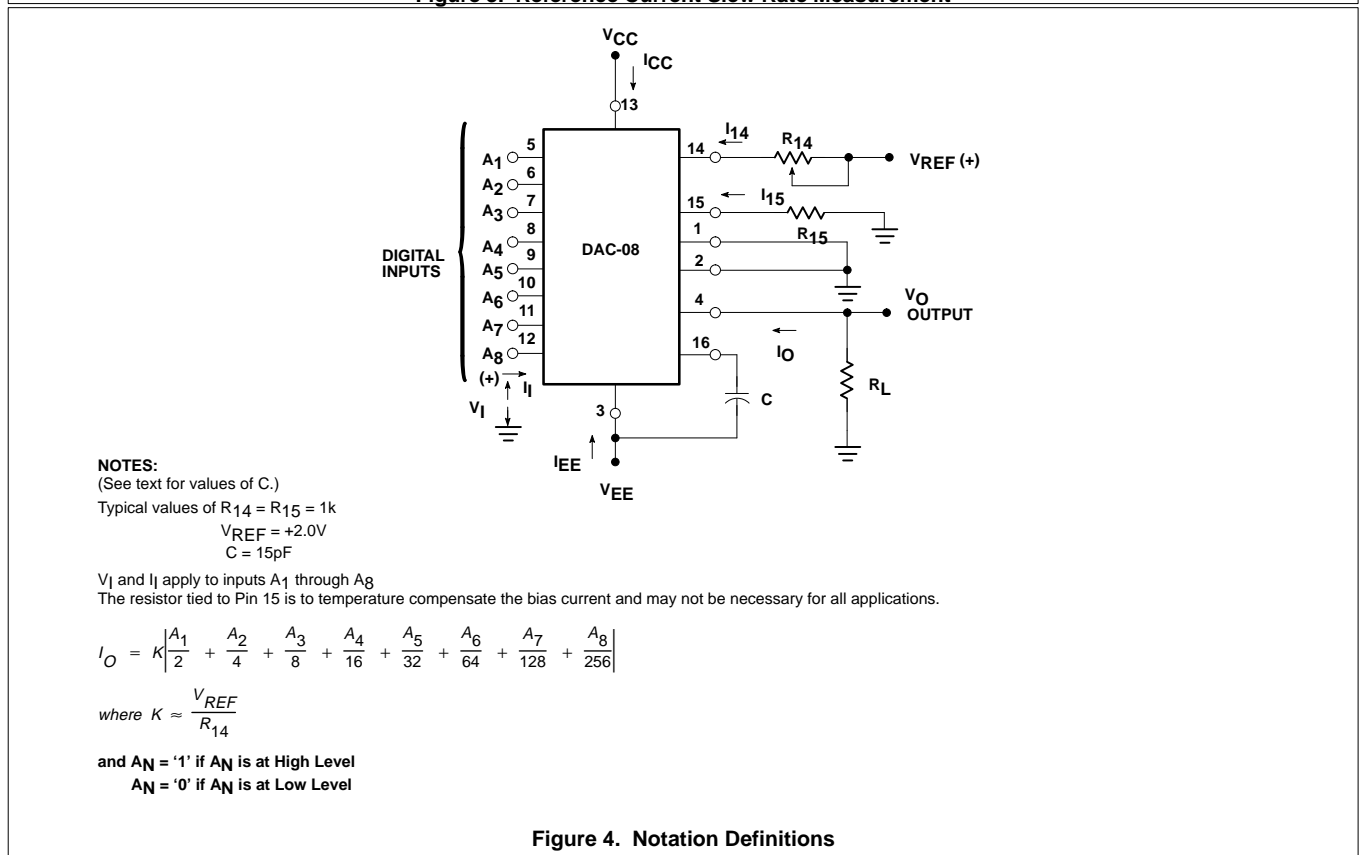 Figure 3. Reference Current Slew Rate Measurement
VCC
ICC
13
5
A1
6
A2
7
A3
8
A4
9
A5
10
A6
11
A7
12
A8
DIGITAL
INPUTS
DAC-08
14
I14
R14
VREF (+)
15
I15
R15
1
2
4
VO
OUTPUT
IO
16
C
RL
(+)
II
VI
3
IEE
VEE
NOTES:
(See text for values of C.)
Typical values of R14 = R15 = 1k
VREF = +2.0V
C = 15pF
VI and II apply to inputs A1 through A8
The resistor tied to Pin 15 is to temperature compensate the bias current and may not be necessary for all applications.
IO = K|A1/2 + A2/4 + A3/8 + A4/16 + A5/32 + A6/64 + A7/128 + A8/256|
where K ≈ VREF/R14
and AN = ‘1’ if AN is at High Level
AN = ‘0’ if AN is at Low Level
Figure 4. Notation Definitions